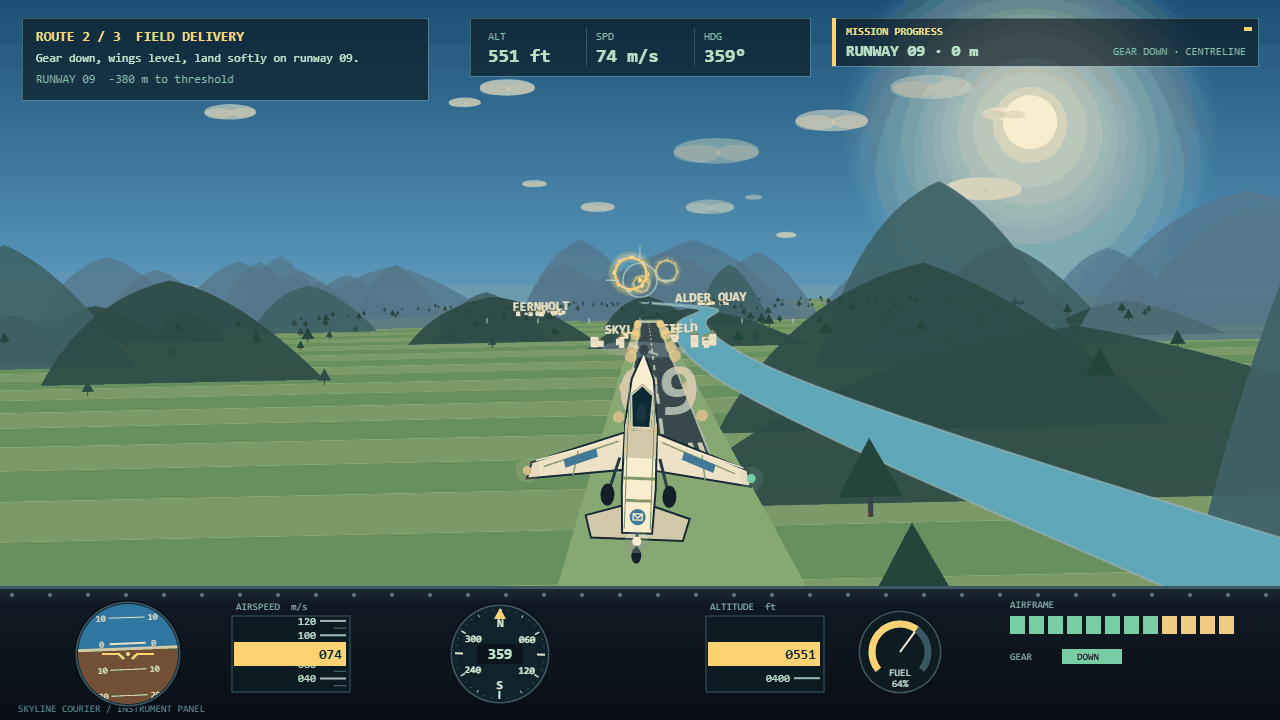 ROUTE 2 / 3  FIELD DELIVERY
Gear down, wings level, land softly on runway 09.
RUNWAY 09  -380 m to threshold
ALT SPD HDG
551 ft 74 m/s 359°
MISSION PROGRESS
RUNWAY 09 · 0 m GEAR DOWN · CENTRELINE
FERNHOLT ALDER QUAY
SKYL FIELD
9
AIRSPEED m/s
120
100
074
040
10 10
0 0
10 10
20 20
N
300 060
359
240 120
S
ALTITUDE ft
0551
0400
FUEL
64%
AIRFRAME
GEAR DOWN
SKYLINE COURIER / INSTRUMENT PANEL